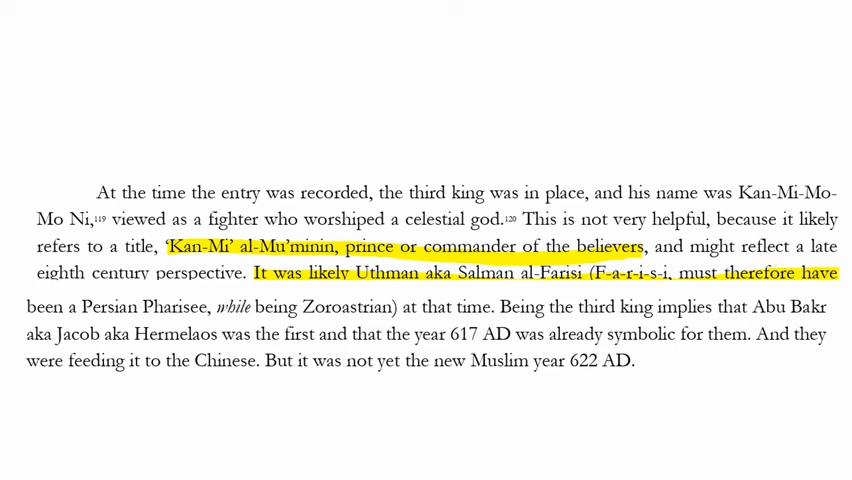 At the time the entry was recorded, the third king was in place, and his name was Kan-Mi-Mo-
Mo Ni,119 viewed as a fighter who worshiped a celestial god.120 This is not very helpful, because it likely
refers to a title, ‘Kan-Mi’ al-Mu’minin, prince or commander of the believers, and might reflect a late
eighth century perspective. It was likely Uthman aka Salman al-Farisi (F-a-r-i-s-i, must therefore have
been a Persian Pharisee, while being Zoroastrian) at that time. Being the third king implies that Abu Bakr
aka Jacob aka Hermelaos was the first and that the year 617 AD was already symbolic for them. And they
were feeding it to the Chinese. But it was not yet the new Muslim year 622 AD.